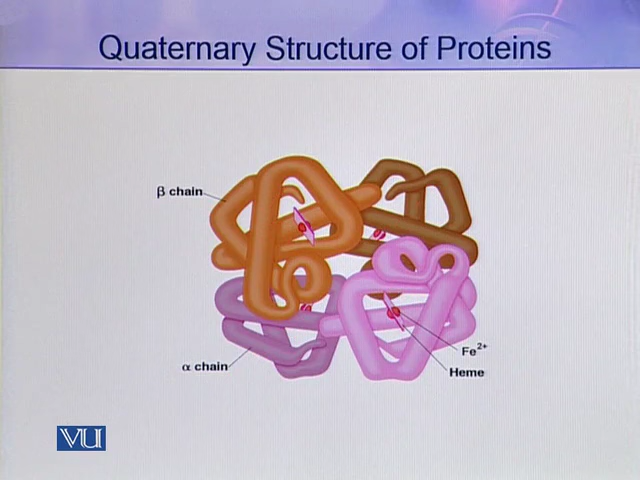 Quaternary Structure of Proteins
β chain
α chain
Fe2+
Heme
VU